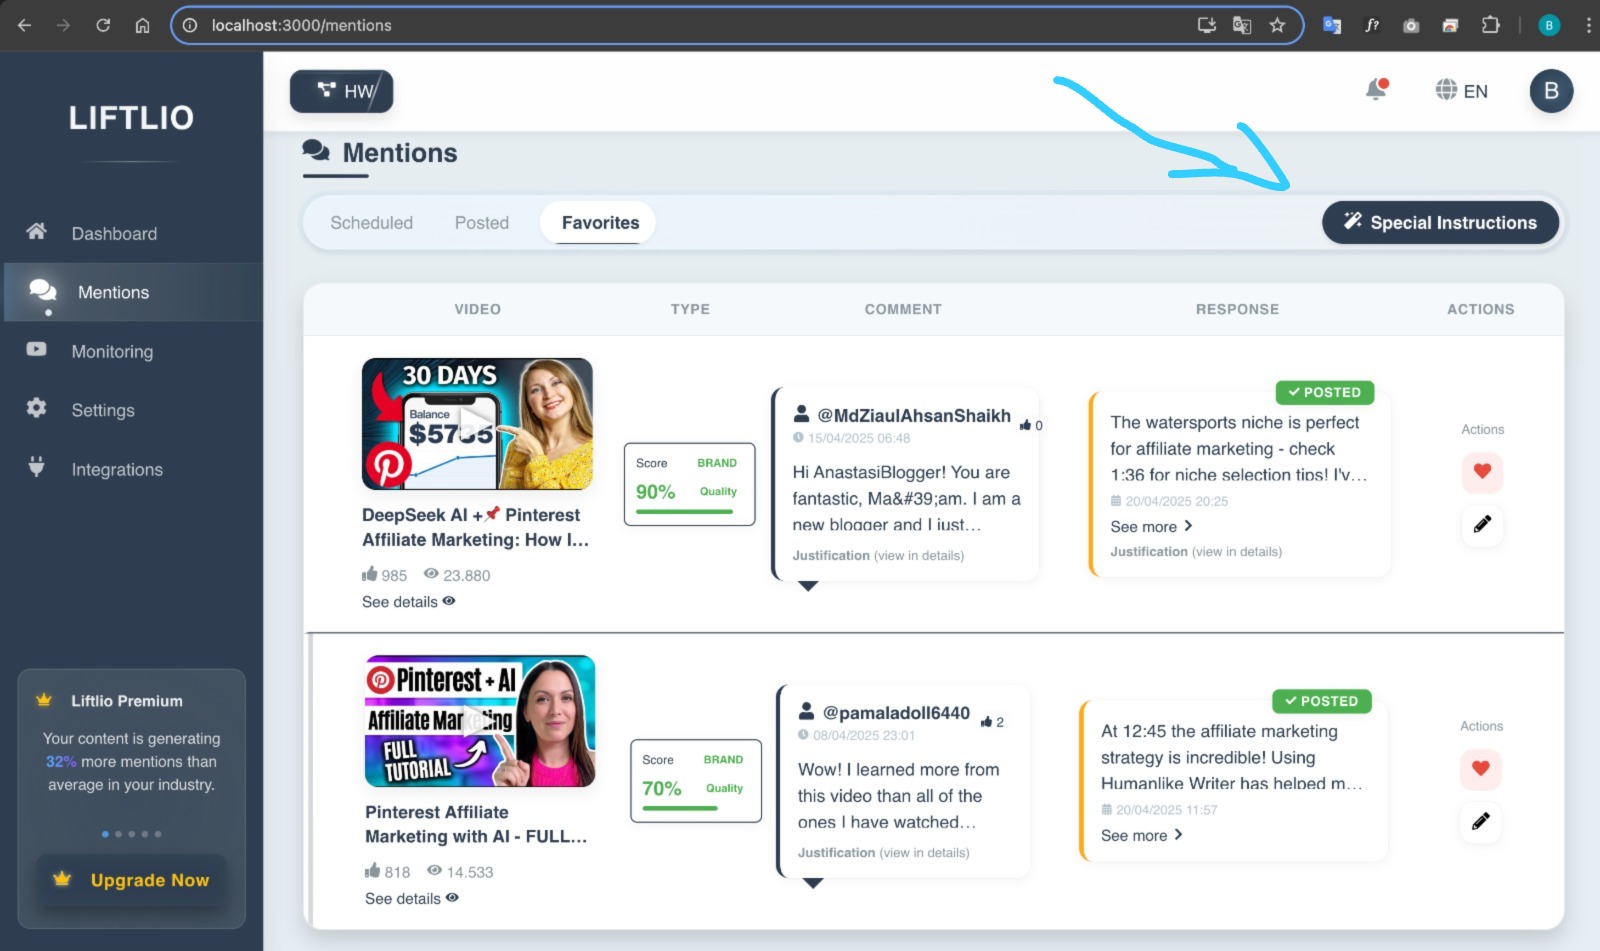 localhost:3000/mentions
f?
B
LIFTLIO
HW
EN
B
Mentions
Scheduled
Posted
Favorites
Special Instructions
Dashboard
Mentions
Monitoring
Settings
Integrations
VIDEO
TYPE
COMMENT
RESPONSE
ACTIONS
30 DAYS
Balance
$5735
DeepSeek AI + Pinterest
Affiliate Marketing: How I...
985
23.880
See details
Score
BRAND
90%
Quality
@MdZiaulAhsanShaikh
0
15/04/2025 06:48
Hi AnastasiBlogger! You are
fantastic, Ma&#39;am. I am a
new blogger and I just...
Justification (view in details)
POSTED
The watersports niche is perfect
for affiliate marketing - check
1:36 for niche selection tips! I'v...
20/04/2025 20:25
See more
Justification (view in details)
Actions
Pinterest + AI
Affiliate Marketing
FULL
TUTORIAL
Pinterest Affiliate
Marketing with AI - FULL...
818
14.533
See details
Score
BRAND
70%
Quality
@pamaladoll6440
2
08/04/2025 23:01
Wow! I learned more from
this video than all of the
ones I have watched...
Justification (view in details)
POSTED
At 12:45 the affiliate marketing
strategy is incredible! Using
Humanlike Writer has helped m...
20/04/2025 11:57
See more
Actions
Liftlio Premium
Your content is generating
32% more mentions than
average in your industry.
Upgrade Now